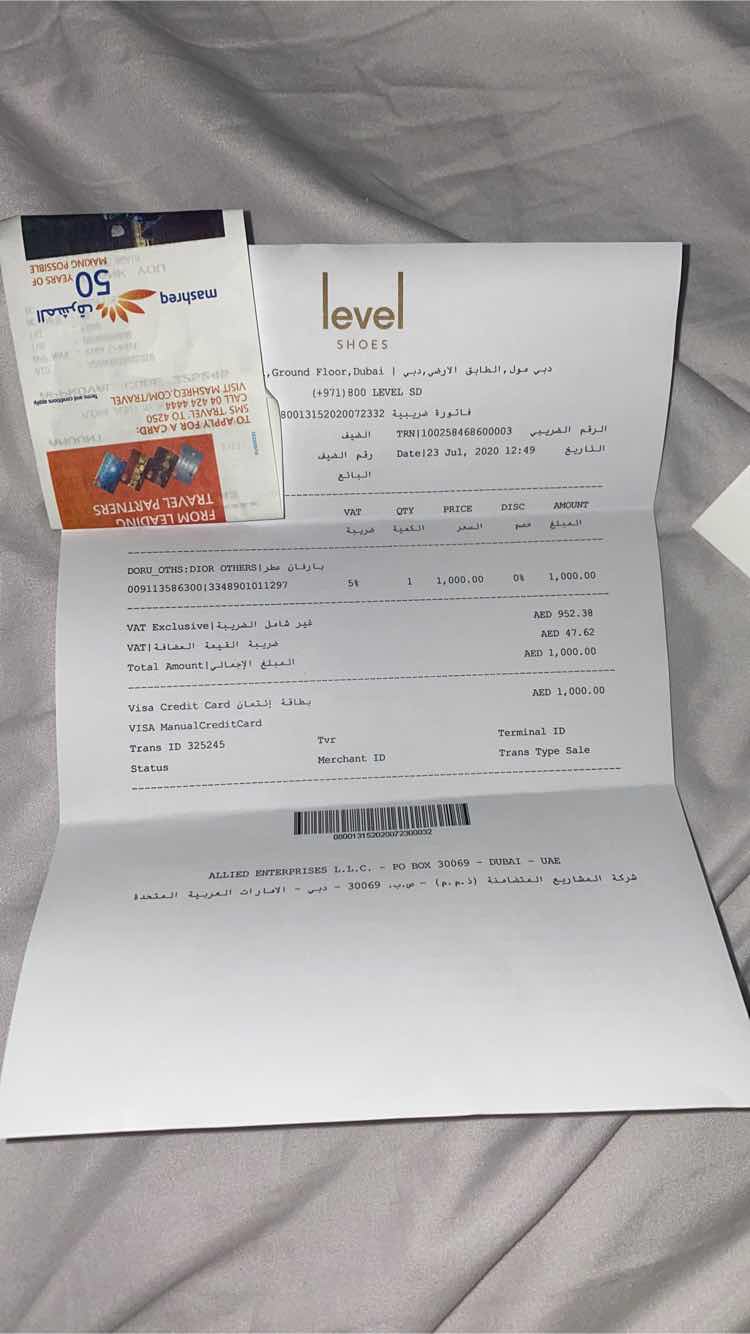 level
SHOES
,Ground Floor,Dubai | دبي مول,الطابق الارضي,دبي
(+971)800 LEVEL SD
80013152020072332 فاتورة ضريبية
الضيف TRN|100258468600003 الرقم الضريبي
رقم الضيف Date|23 Jul, 2020 12:49 التاريخ
البائع
VAT QTY PRICE DISC AMOUNT
ضريبة الكمية السعر خصم المبلغ
DORU_OTHS:DIOR OTHERS|بارفان عطر
009113586300|3348901011297 5% 1 1,000.00 0% 1,000.00
VAT Exclusive|غير شامل الضريبة AED 952.38
VAT|ضريبة القيمة المضافة AED 47.62
Total Amount|المبلغ الإجمالي AED 1,000.00
Visa Credit Card بطاقة إئتمان AED 1,000.00
VISA ManualCreditCard
Trans ID 325245 Tvr Terminal ID
Status Merchant ID Trans Type Sale
08001315202007230003​2
ALLIED ENTERPRISES L.L.C. - PO BOX 30069 - DUBAI - UAE
شركة المشاريع المتضامنة (ذ.م.م) - ص.ب. 30069 - دبي - الامارات العربية المتحدة
FROM LEADING
TRAVEL PARTNERS
TO APPLY FOR A CARD:
SMS 'TRAVEL' TO 4250
CALL 04 424 4444
VISIT MASHREQ.COM/TRAVEL
Terms and conditions apply
mashreq المشرق
50 YEARS OF
MAKING POSSIBLE